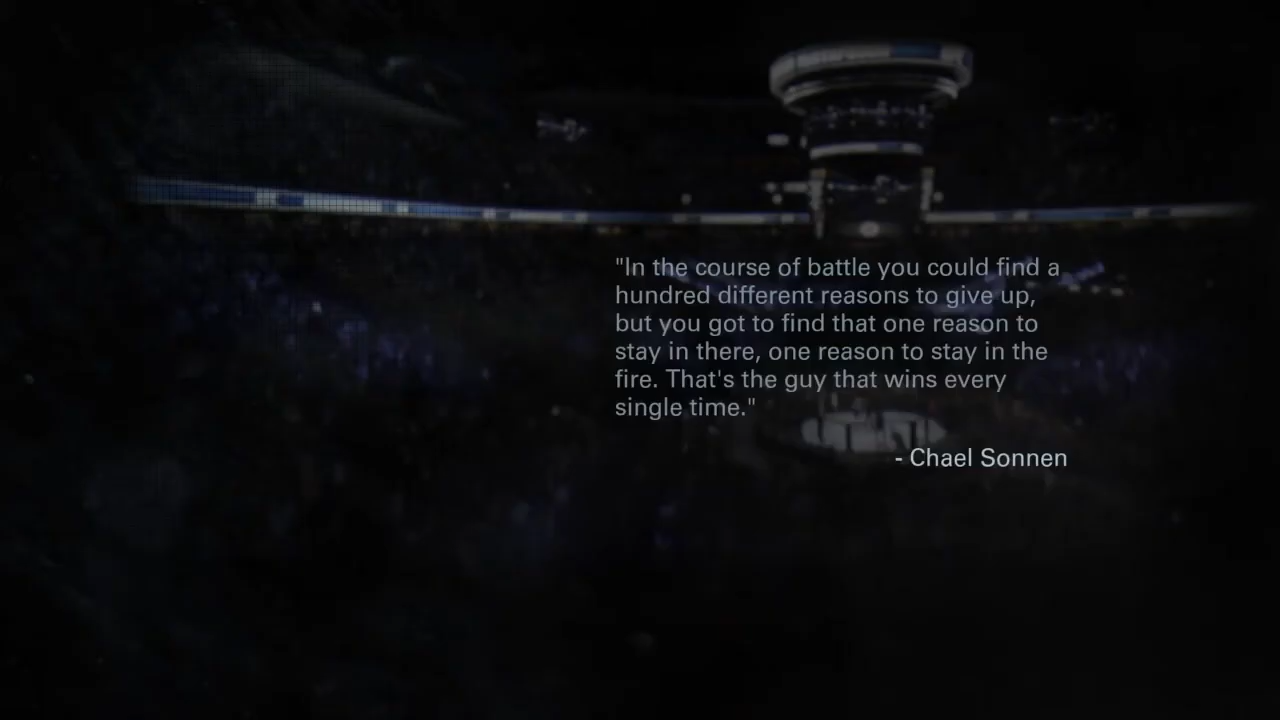 "In the course of battle you could find a
hundred different reasons to give up,
but you got to find that one reason to
stay in there, one reason to stay in the
fire. That's the guy that wins every
single time."
- Chael Sonnen